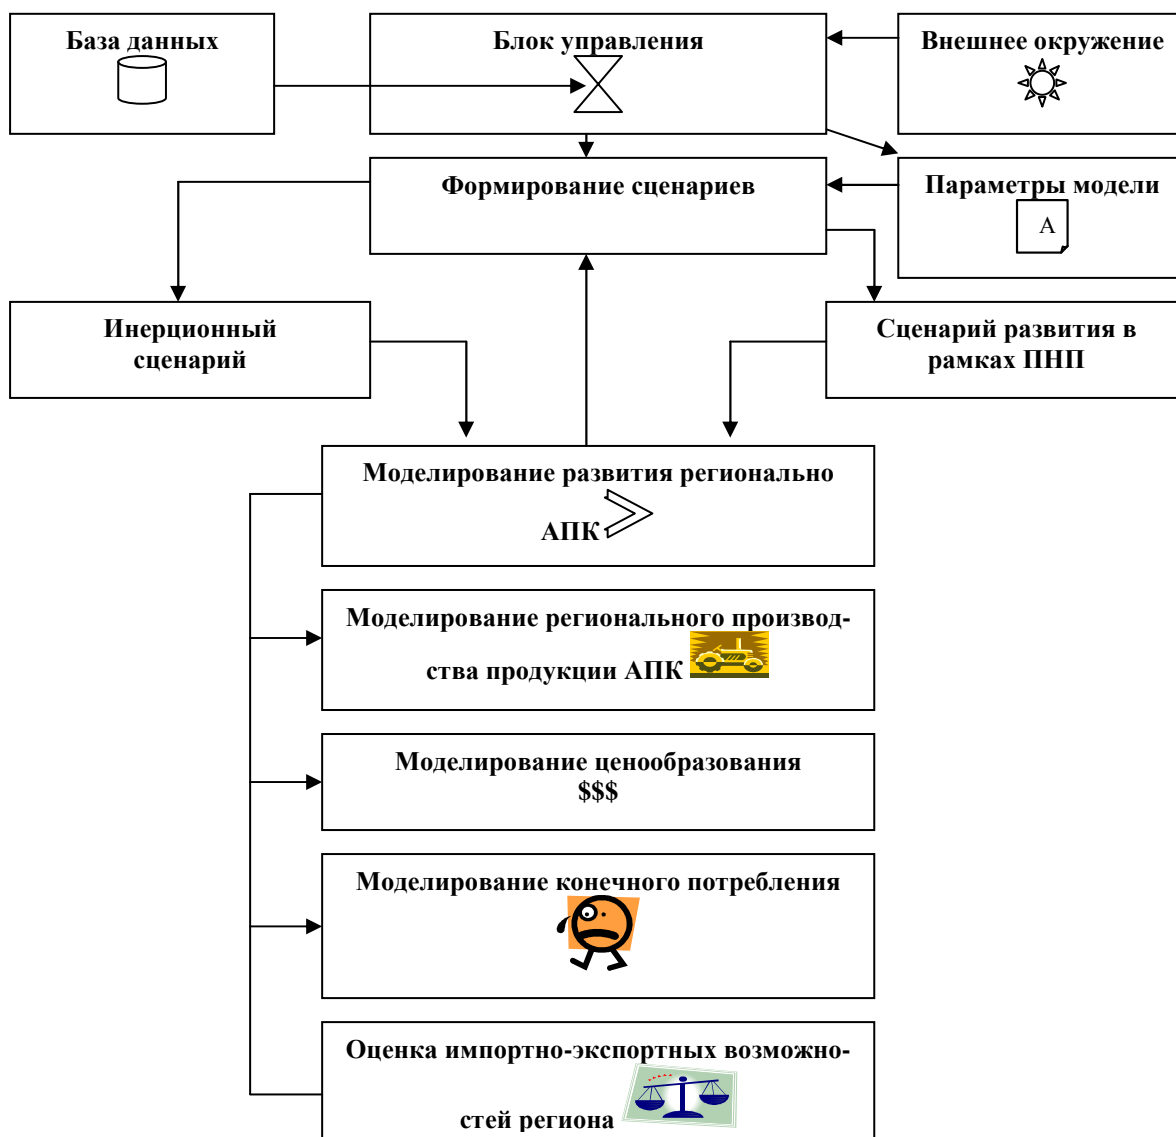 База данных
Блок управления
Внешнее окружение
Формирование сценариев
Параметры модели
А
Инерционный
сценарий
Сценарий развития в
рамках ПНП
Моделирование развития регионально
АПК
Моделирование регионального производ-
ства продукции АПК
Моделирование ценообразования
$$$
Моделирование конечного потребления
Оценка импортно-экспортных возможно-
стей региона